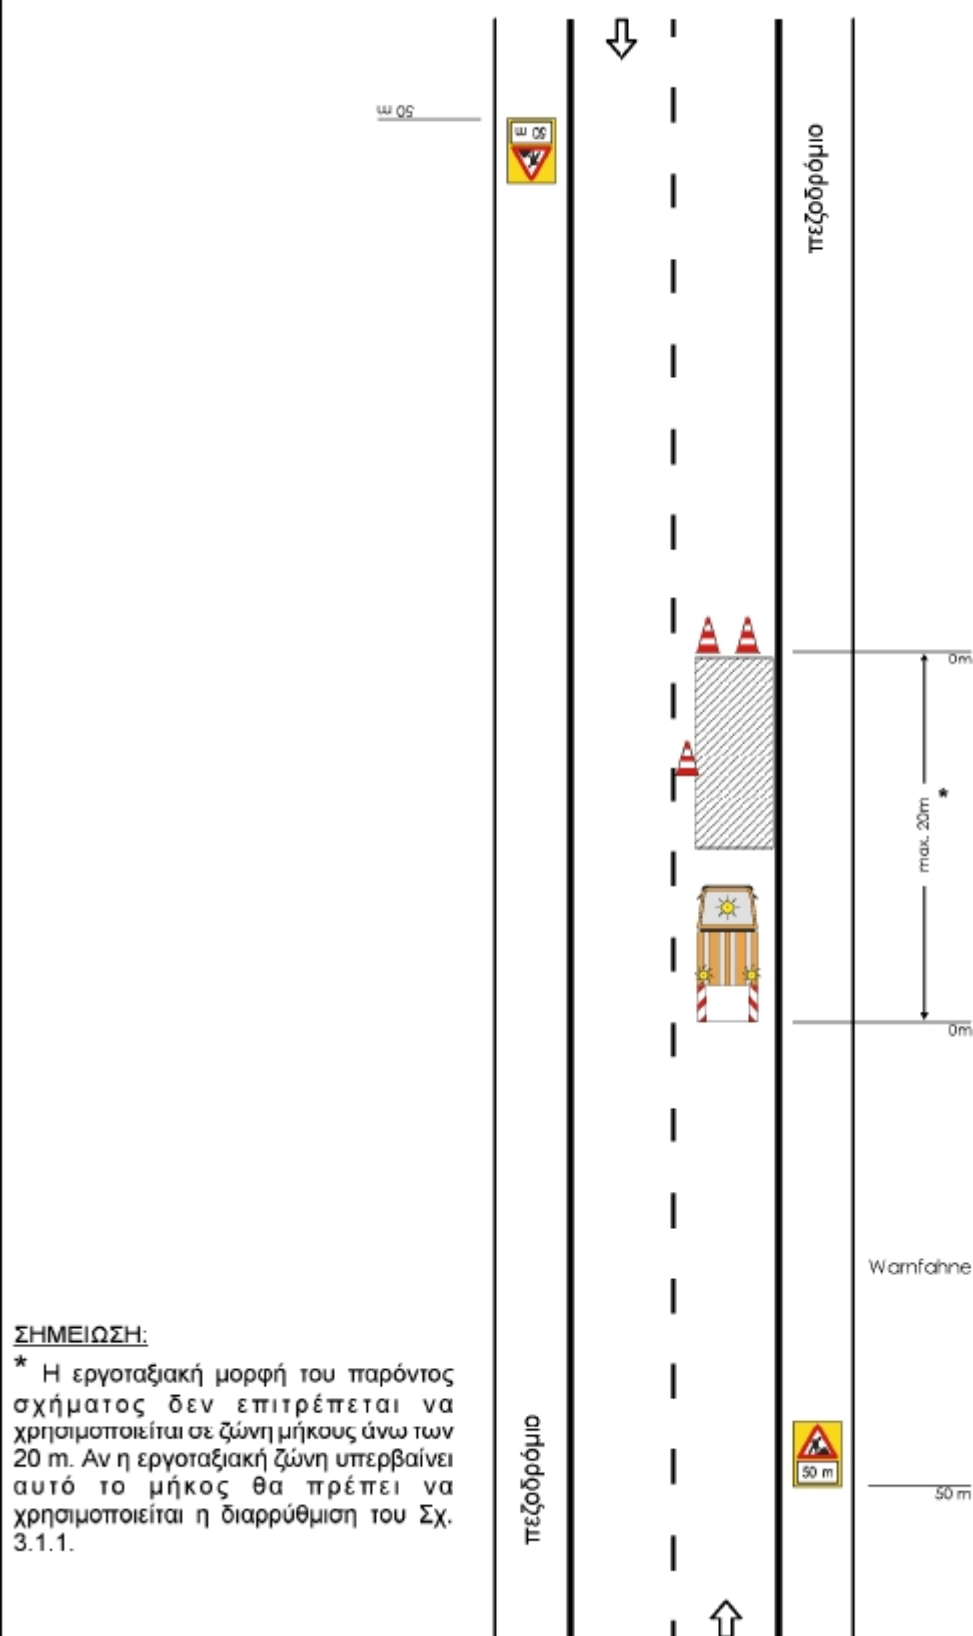 50 m
50 m
πεζοδρόμιο
0m
max. 20m
*
0m
Warnfahne
ΣΗΜΕΙΩΣΗ:
* Η εργοταξιακή μορφή του παρόντος
σχήματος δεν επιτρέπεται να
χρησιμοποιείται σε ζώνη μήκους άνω των
20 m. Αν η εργοταξιακή ζώνη υπερβαίνει
αυτό το μήκος θα πρέπει να
χρησιμοποιείται η διαρρύθμιση του Σχ.
3.1.1.
πεζοδρόμιο
50 m
50 m